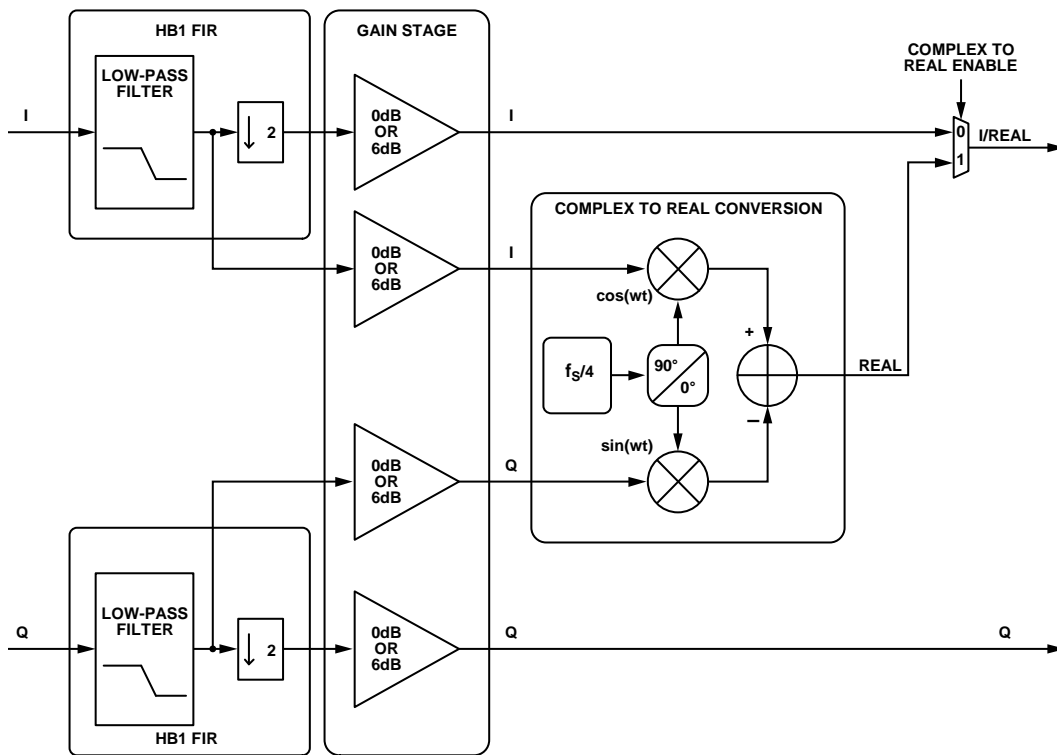 HB1 FIR
GAIN STAGE
LOW-PASS
FILTER
COMPLEX TO
REAL ENABLE
I
2
0dB
OR
6dB
I
0
1
I/REAL
COMPLEX TO REAL CONVERSION
0dB
OR
6dB
I
cos(wt)
+
fS/4
90°
0°
REAL
–
sin(wt)
0dB
OR
6dB
Q
LOW-PASS
FILTER
Q
2
0dB
OR
6dB
Q
Q
HB1 FIR